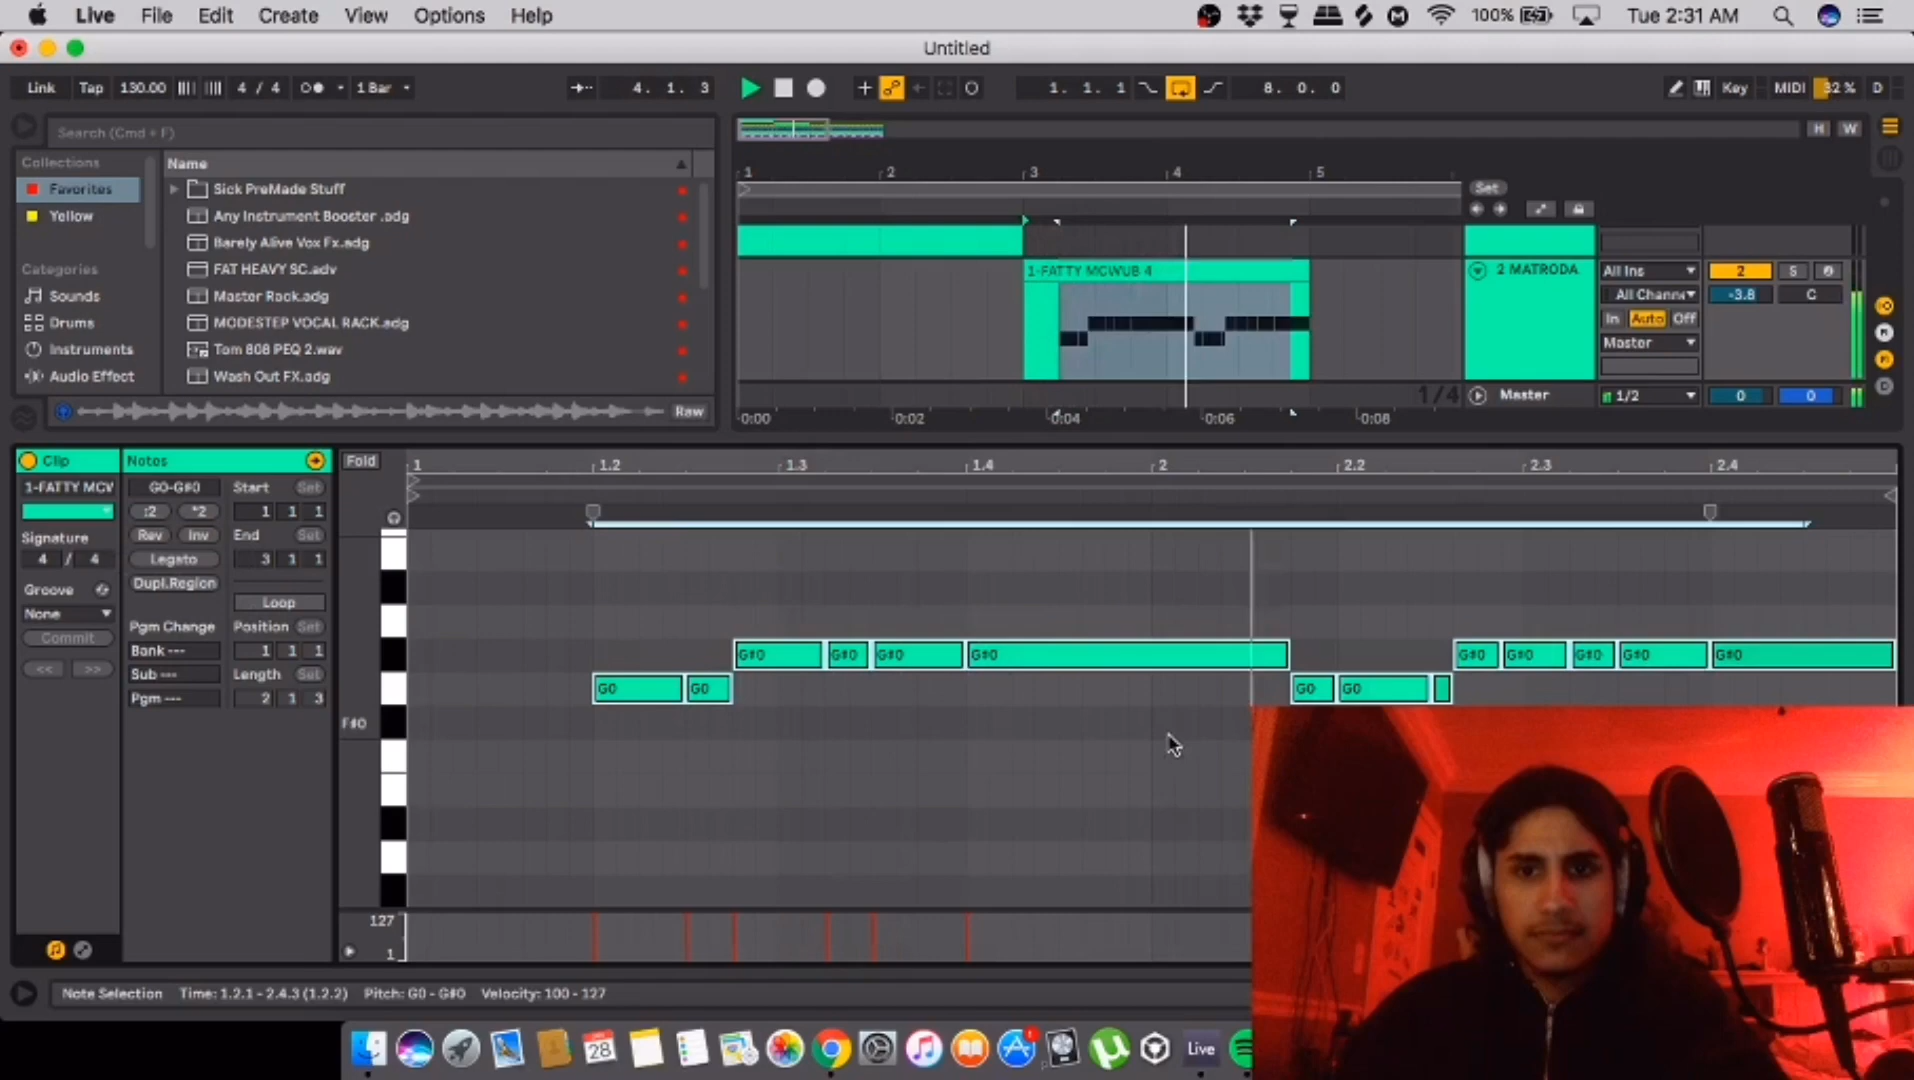 Live File Edit Create View Options Help 100% Tue 2:31 AM
Untitled
Link Tap 130.00 4 / 4 1 Bar 4. 1. 3 1. 1. 1 8. 0. 0 Key MIDI 32 % D
Search (Cmd + F)
H W
Collections
Name
Favorites
Yellow
Categories
Sounds
Drums
Instruments
Audio Effect
Sick PreMade Stuff
Any Instrument Booster .adg
Barely Alive Vox Fx.adg
FAT HEAVY SC.adv
Master Rack.adg
MODESTEP VOCAL RACK.adg
Tom 808 PEQ 2.wav
Wash Out FX.adg
Raw
1 2 3 4 5
Set
1-FATTY MCWUB 4
2 MATRODA
All Ins
2 S
All Channe
-3.8 C
In Auto Off
Master
1/4
Master
1/2
0 0
0:00 0:02 0:04 0:06 0:08
Clip
1-FATTY MCV
Signature
4 / 4
Groove
None
Commit
<< >>
Notes
G0-G#0
:2 *2
Rev Inv
Legato
Dupl.Region
Pgm Change
Bank ---
Sub ---
Pgm ---
Start Set
1 1 1
End Set
3 1 1
Loop
Position Set
1 1 1
Length Set
2 1 3
Fold
1 1.2 1.3 1.4 2 2.2 2.3 2.4
G#0 G#0 G#0 G#0 G#0 G#0 G#0 G#0 G#0
G0 G0 G0 G0
F#0
127
1
Note Selection Time: 1.2.1 - 2.4.3 (1.2.2) Pitch: G0 - G#0 Velocity: 100 - 127
28
1
Live